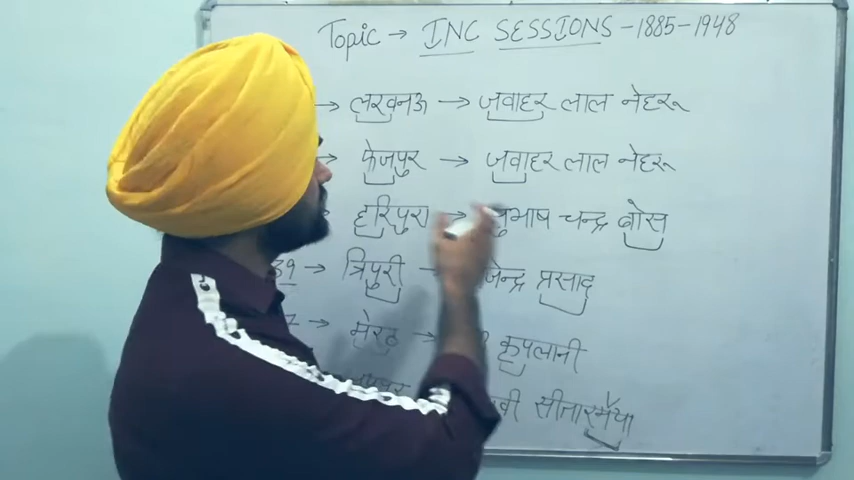 Topic → INC SESSIONS - 1885-1948
→ लखनऊ → जवाहर लाल नेहरू
→ फेजपुर → जवाहर लाल नेहरू
हरिपुरा → सुभाष चन्द्र बोस
39 → त्रिपुरी → प्रसाद
→ मेरठ → कृपलानी
सीतारमैया